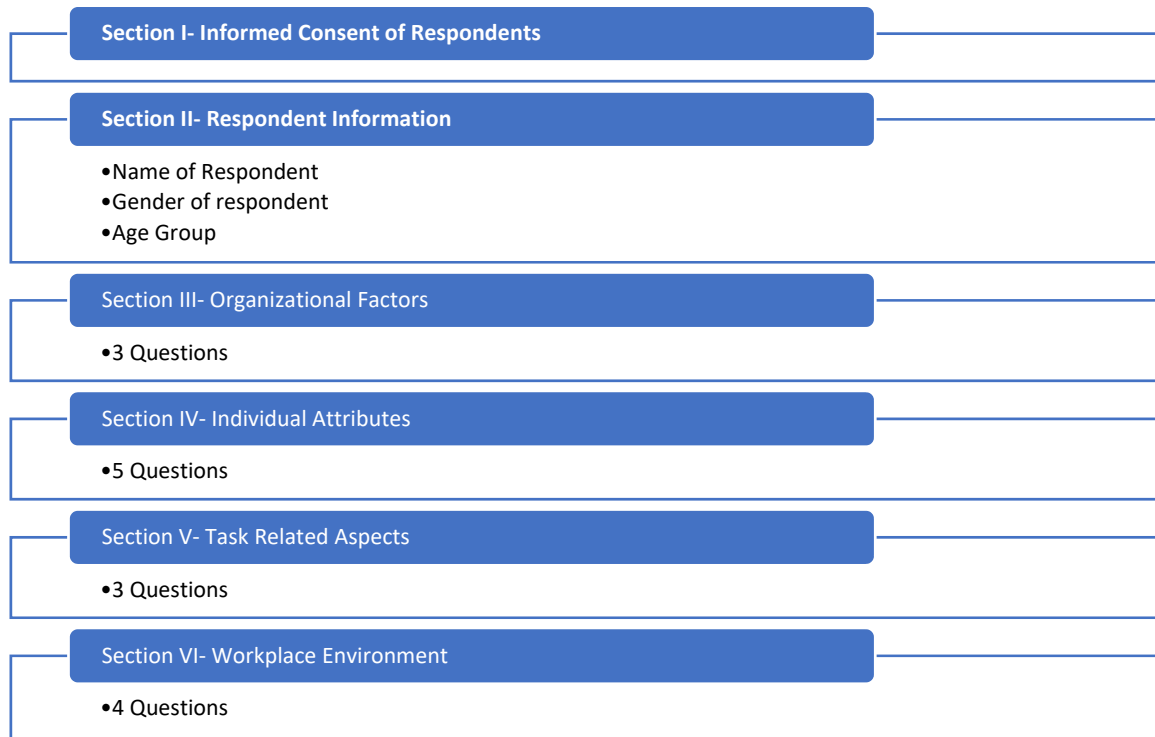 Section I- Informed Consent of Respondents
Section II- Respondent Information
•Name of Respondent
•Gender of respondent
•Age Group
Section III- Organizational Factors
•3 Questions
Section IV- Individual Attributes
•5 Questions
Section V- Task Related Aspects
•3 Questions
Section VI- Workplace Environment
•4 Questions